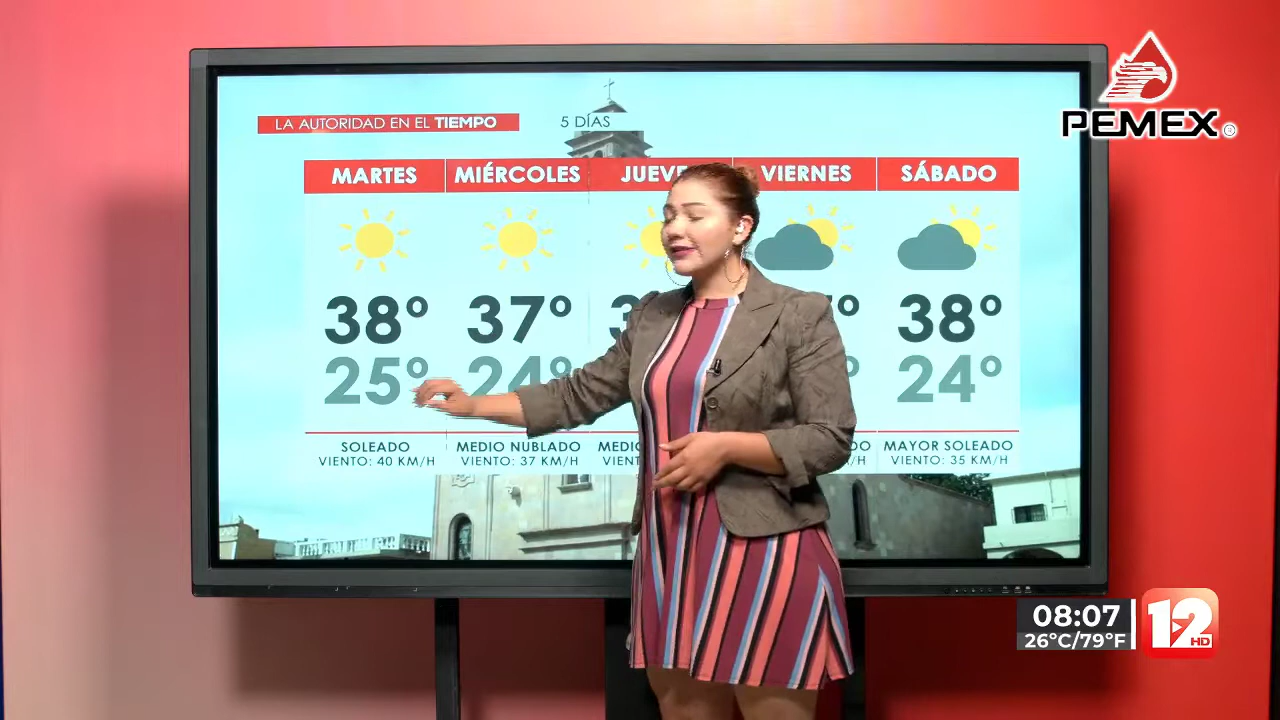 PEMEX
LA AUTORIDAD EN EL TIEMPO
5 DÍAS
MARTES MIÉRCOLES VIERNES SÁBADO
38° 37° 38°
25° 24° 24°
SOLEADO MEDIO NUBLADO MAYOR SOLEADO
VIENTO: 40 KM/H VIENTO: 37 KM/H VIENTO: 35 KM/H
08:07
26°C/79°F
12
HD